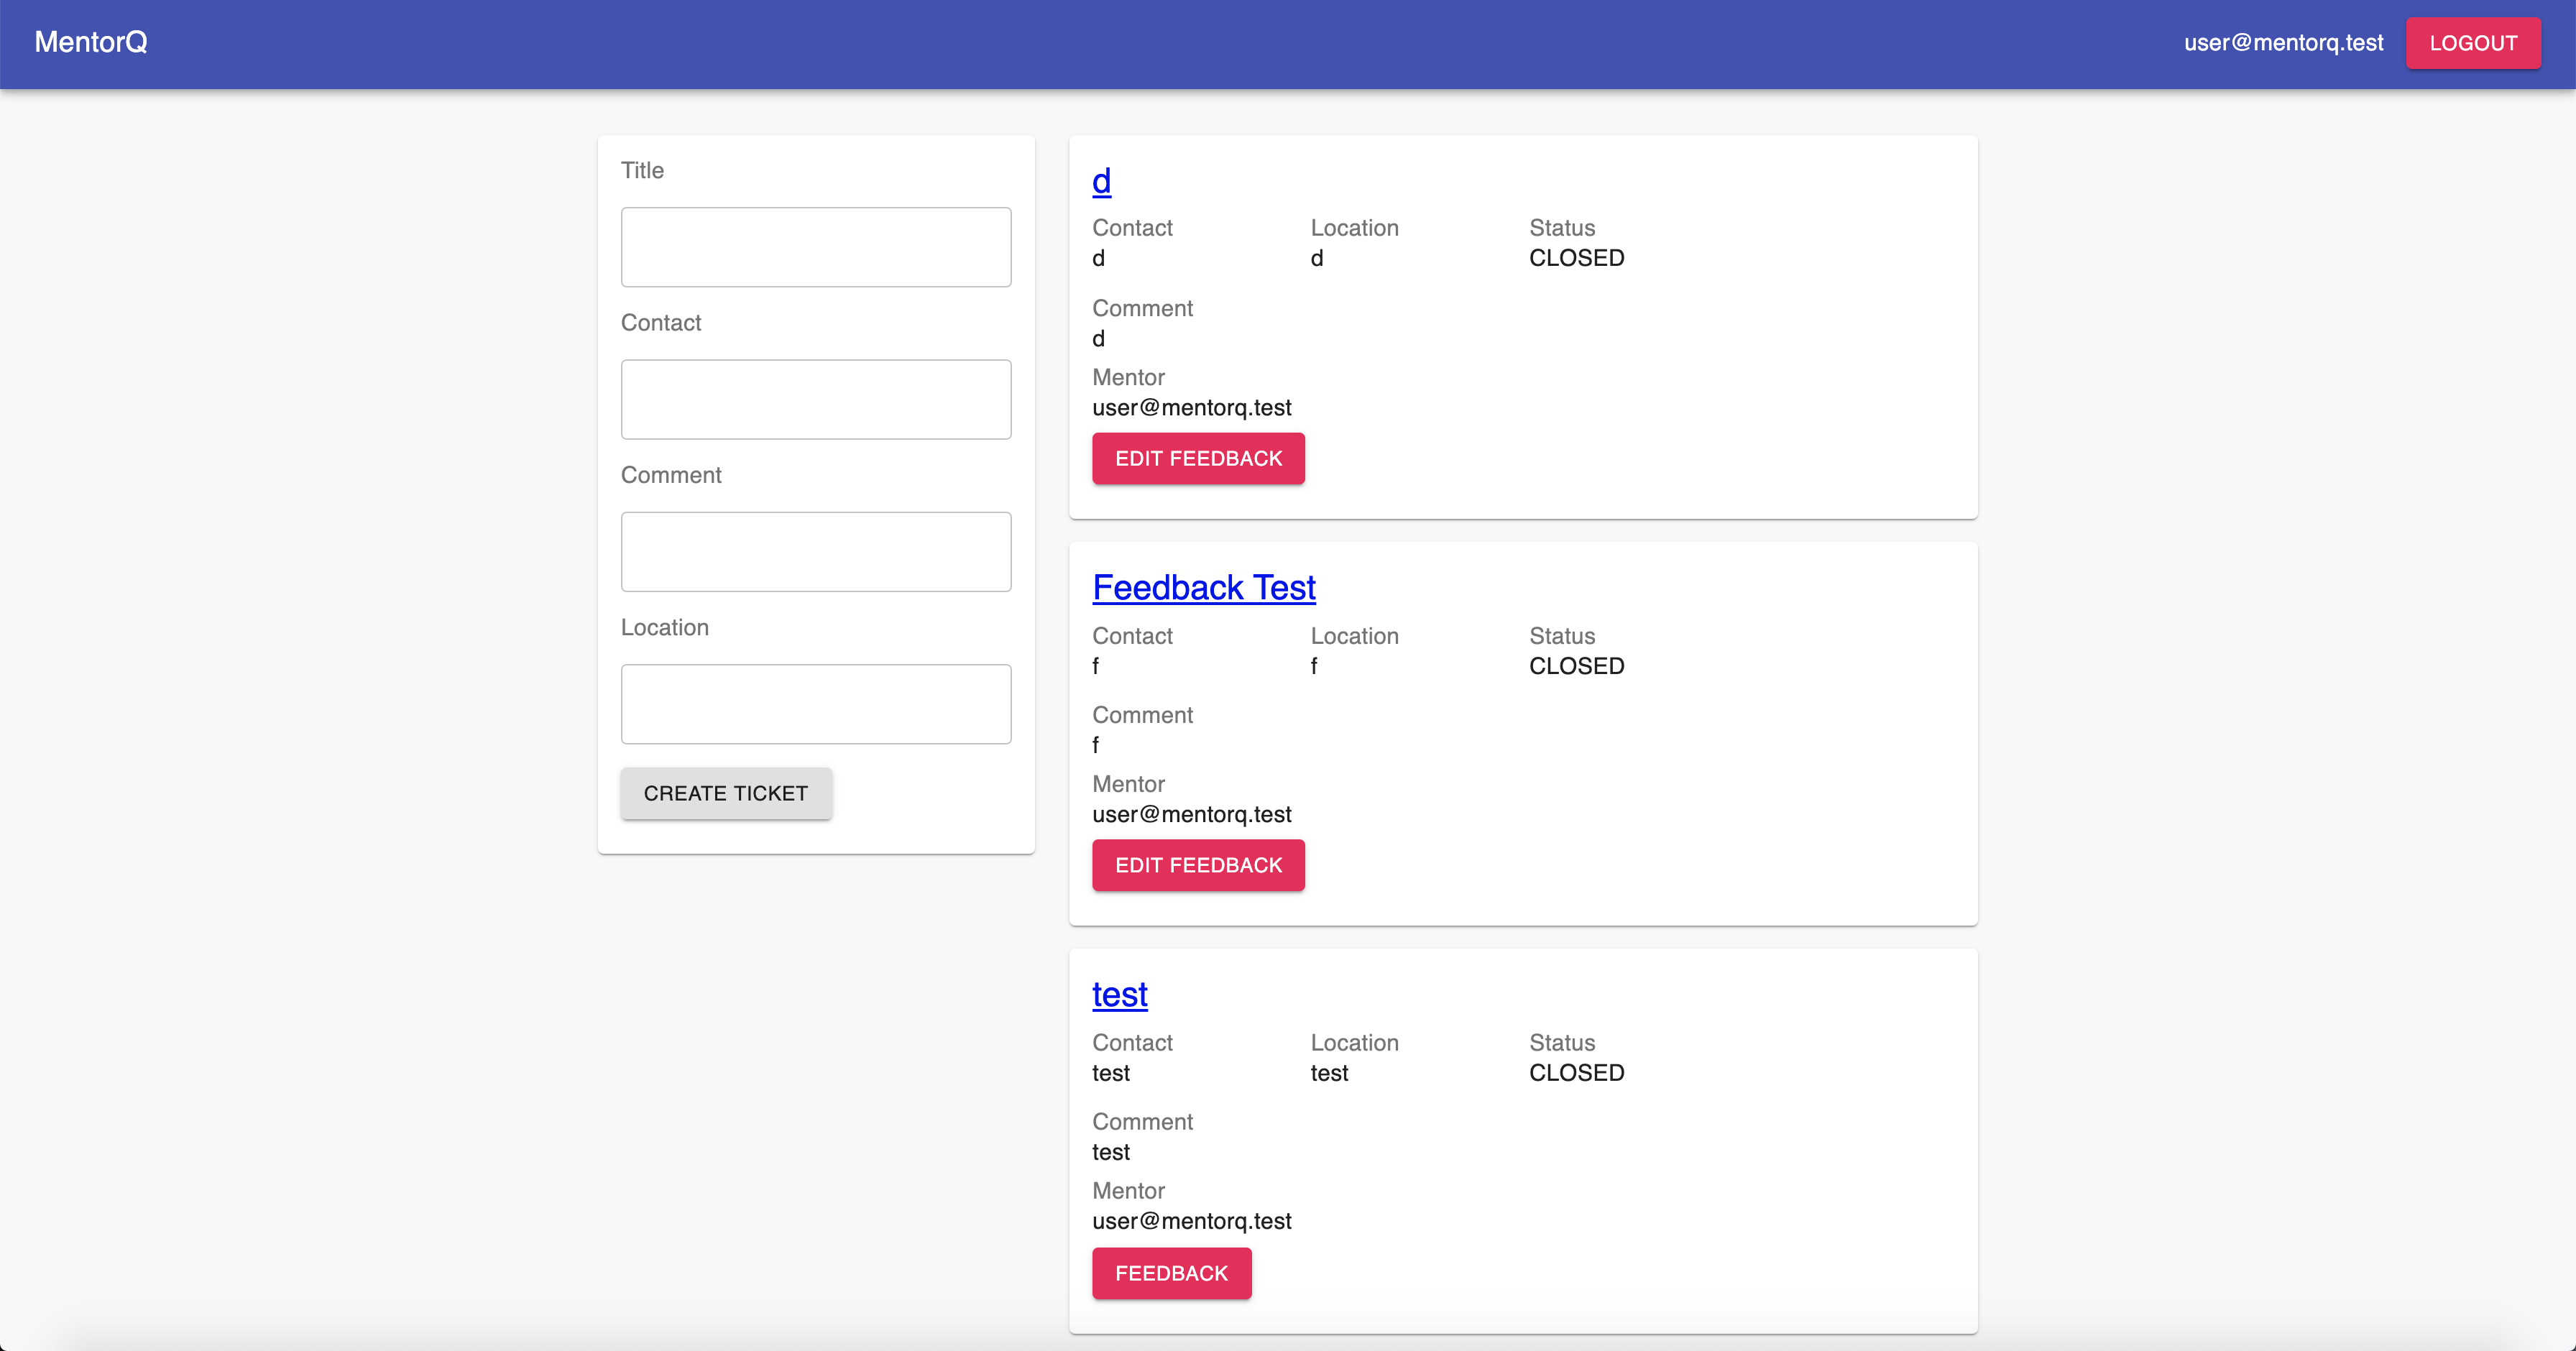 MentorQ
user@mentorq.test
LOGOUT
Title
Contact
Comment
Location
CREATE TICKET
d
Contact Location Status
d d CLOSED
Comment
d
Mentor
user@mentorq.test
EDIT FEEDBACK
Feedback Test
Contact Location Status
f f CLOSED
Comment
f
Mentor
user@mentorq.test
EDIT FEEDBACK
test
Contact Location Status
test test CLOSED
Comment
test
Mentor
user@mentorq.test
FEEDBACK